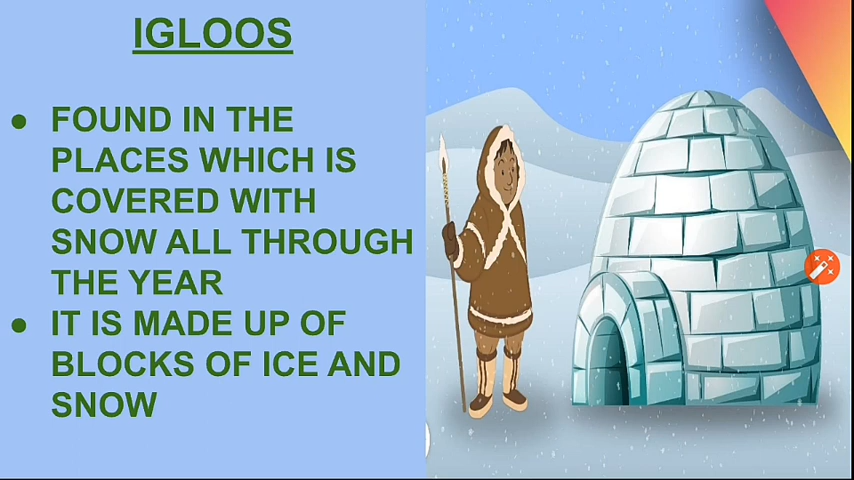 IGLOOS
● FOUND IN THE
PLACES WHICH IS
COVERED WITH
SNOW ALL THROUGH
THE YEAR
● IT IS MADE UP OF
BLOCKS OF ICE AND
SNOW